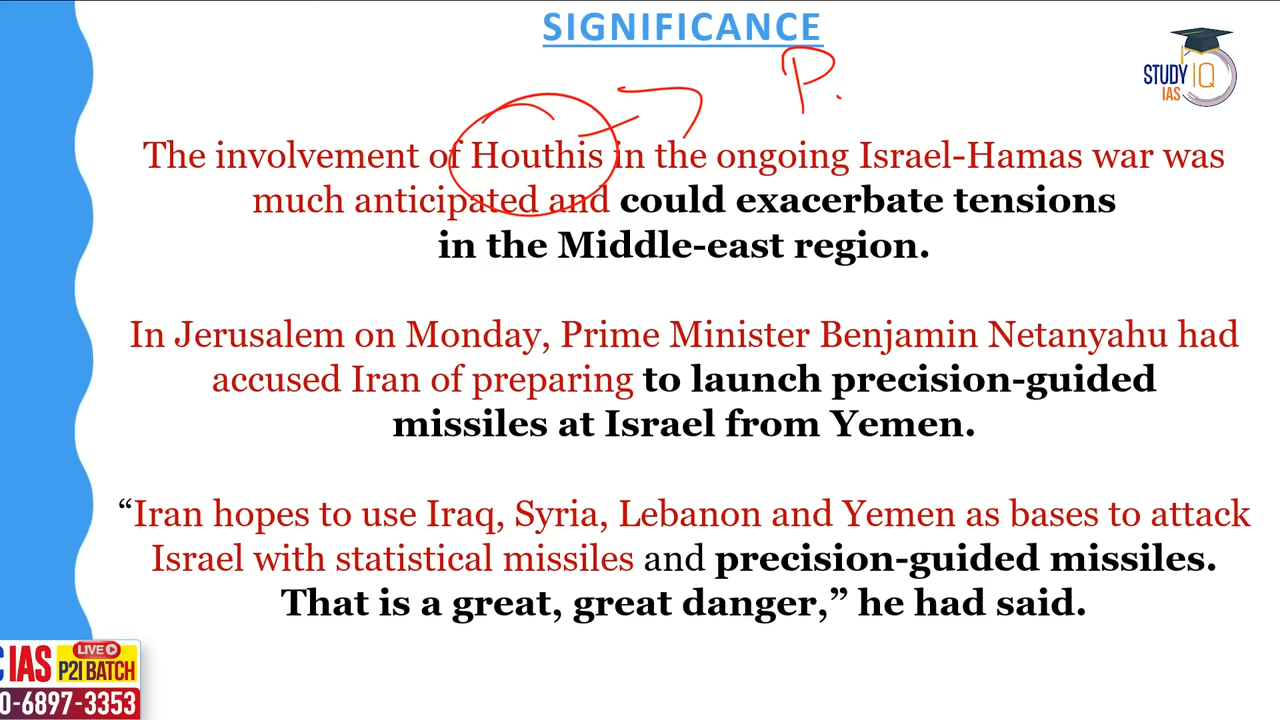 SIGNIFICANCE
P.
STUDY IQ
IAS
The involvement of Houthis in the ongoing Israel-Hamas war was
much anticipated and could exacerbate tensions
in the Middle-east region.
In Jerusalem on Monday, Prime Minister Benjamin Netanyahu had
accused Iran of preparing to launch precision-guided
missiles at Israel from Yemen.
“Iran hopes to use Iraq, Syria, Lebanon and Yemen as bases to attack
Israel with statistical missiles and precision-guided missiles.
That is a great, great danger,” he had said.
LIVE
C IAS P2I BATCH
0-6897-3353